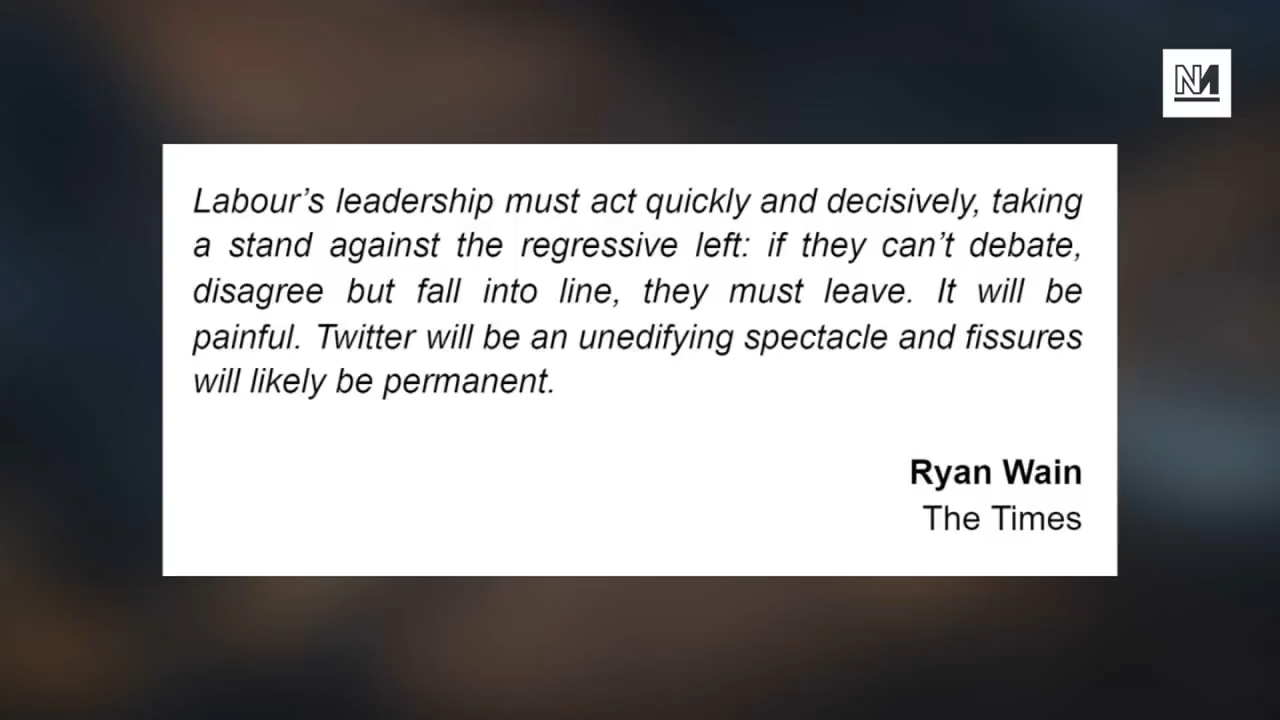 NM
Labour’s leadership must act quickly and decisively, taking
a stand against the regressive left: if they can’t debate,
disagree but fall into line, they must leave. It will be
painful. Twitter will be an unedifying spectacle and fissures
will likely be permanent.
Ryan Wain
The Times